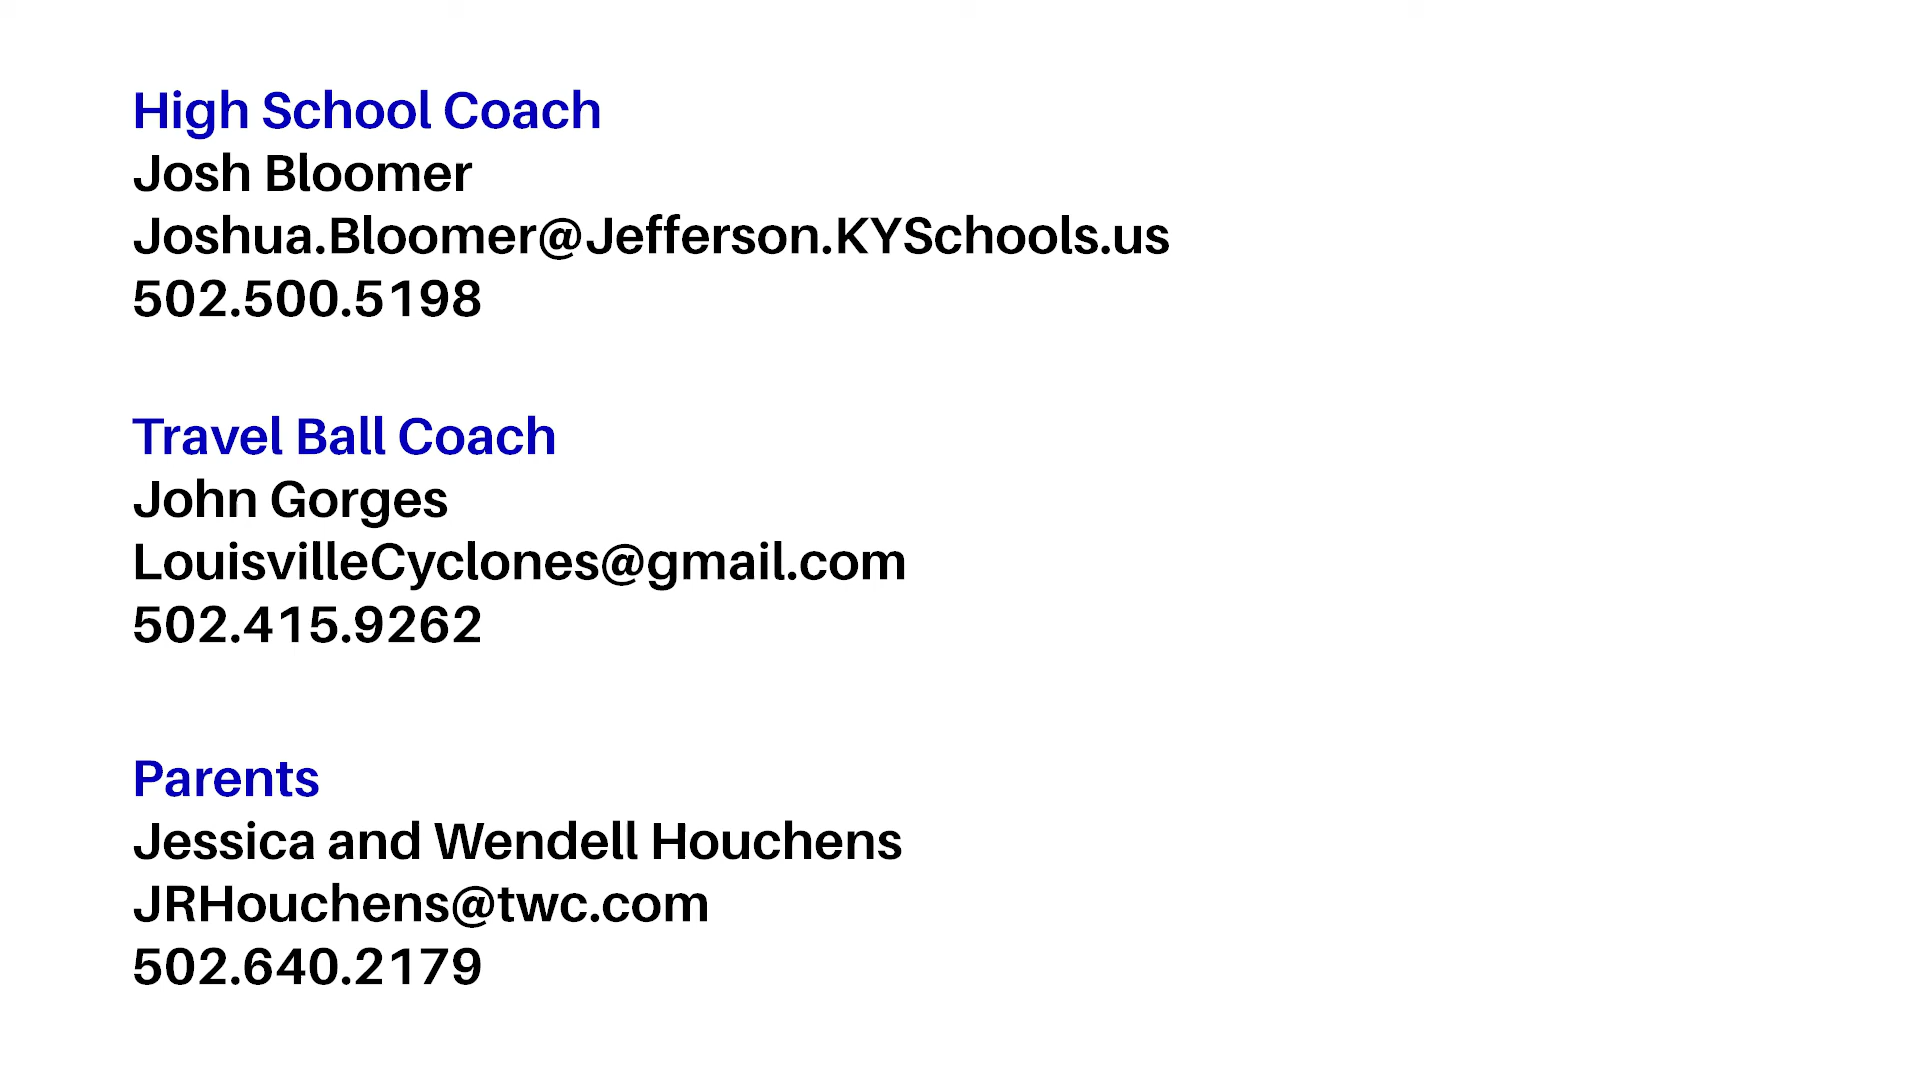 High School Coach
Josh Bloomer
Joshua.Bloomer@Jefferson.KYSchools.us
502.500.5198
Travel Ball Coach
John Gorges
LouisvilleCyclones@gmail.com
502.415.9262
Parents
Jessica and Wendell Houchens
JRHouchens@twc.com
502.640.2179